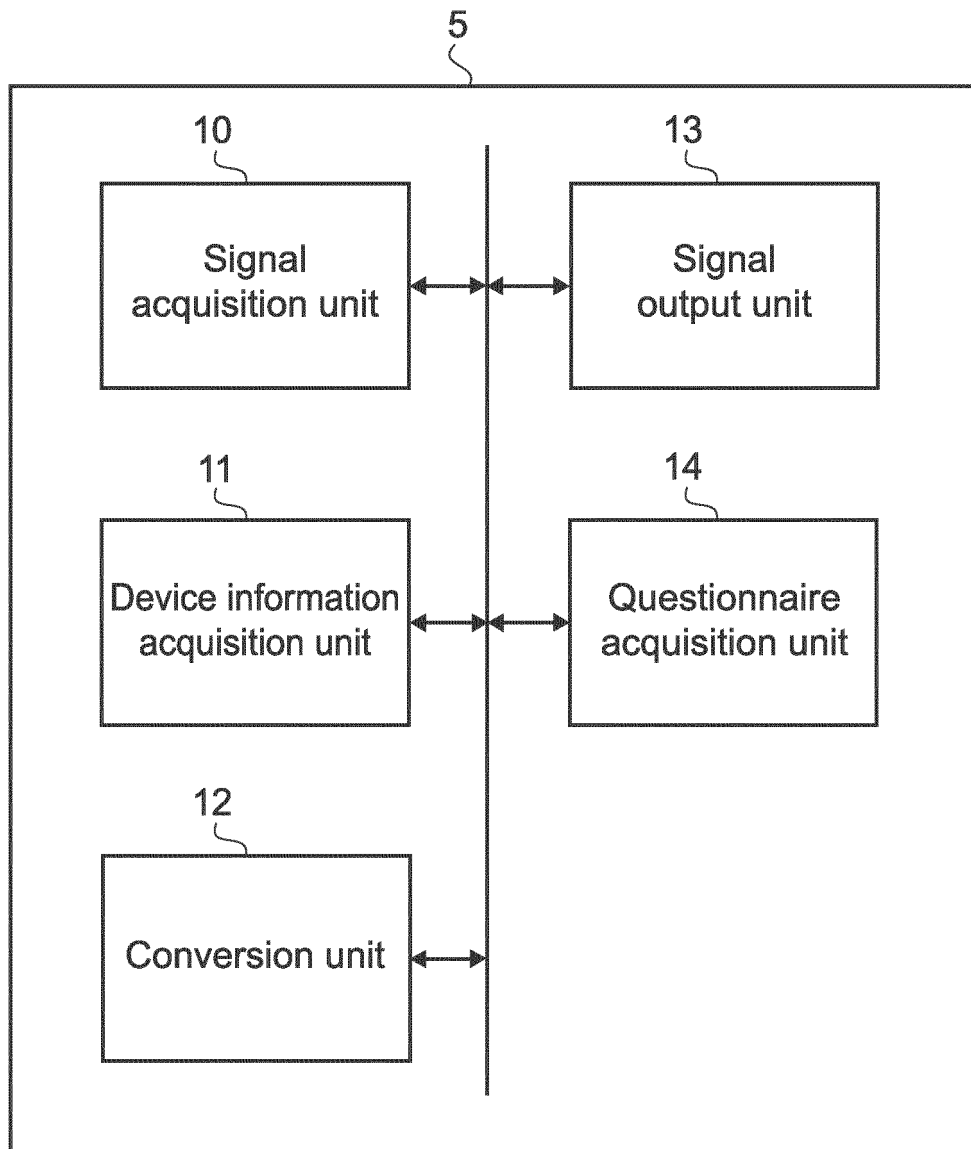 5
10
Signal
acquisition unit
13
Signal
output unit
11
Device information
acquisition unit
14
Questionnaire
acquisition unit
12
Conversion unit